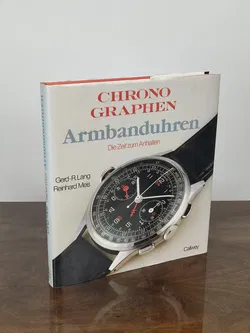 CHRONO
GRAPHEN
Armbanduhren
Die Zeit zum Anhalten
Gerd-R. Lang
Reinhard Meis
Callwey